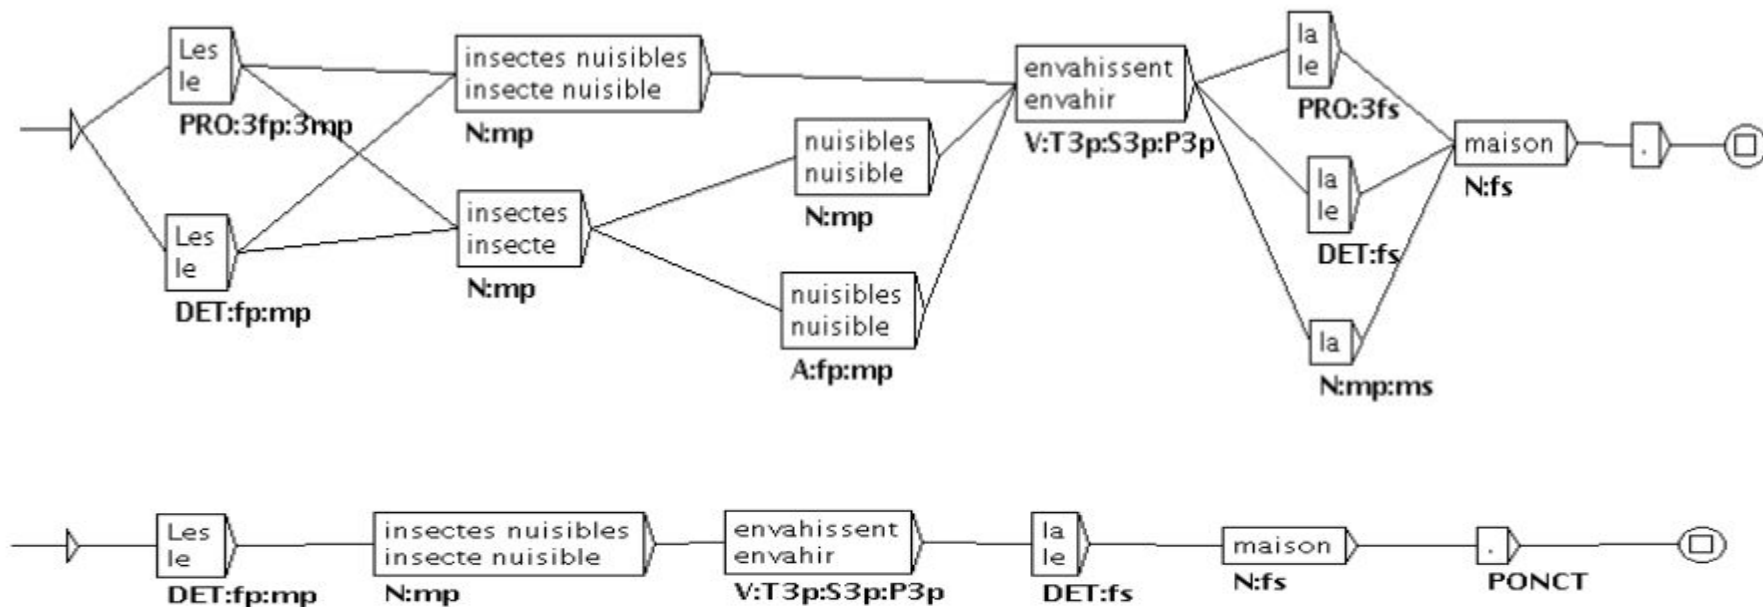 Les
le
PRO:3fp:3mp
insectes nuisibles
insecte nuisible
N:mp
envahissent
envahir
V:T3p:S3p:P3p
la
le
PRO:3fs
nuisibles
nuisible
N:mp
maison
N:fs
.
la
le
DET:fs
Les
le
DET:fp:mp
insectes
insecte
N:mp
nuisibles
nuisible
A:fp:mp
la
N:mp:ms
Les
le
DET:fp:mp
insectes nuisibles
insecte nuisible
N:mp
envahissent
envahir
V:T3p:S3p:P3p
la
le
DET:fs
maison
N:fs
.
PONCT